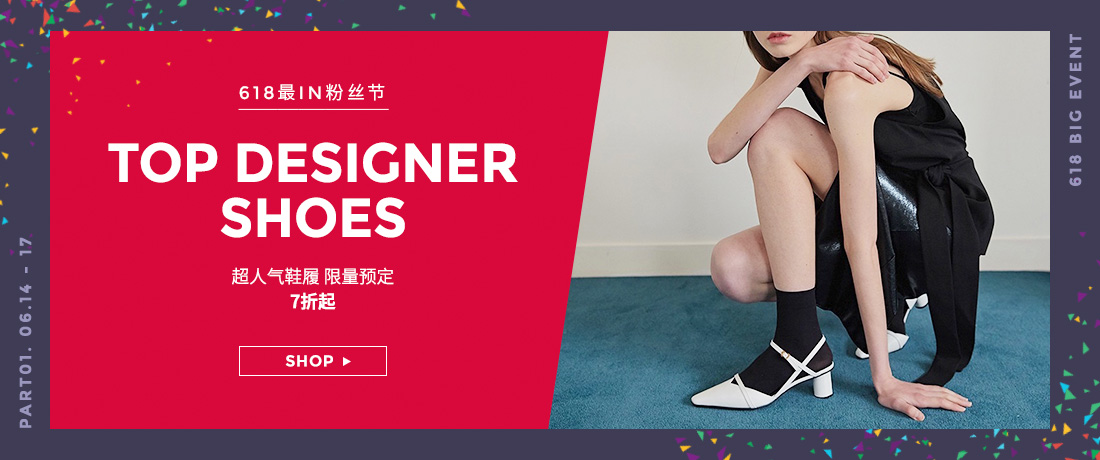 618最IN粉丝节
TOP DESIGNER
SHOES
超人气鞋履 限量预定
7折起
SHOP ▶
PART01. 06.14 - 17
618 BIG EVENT